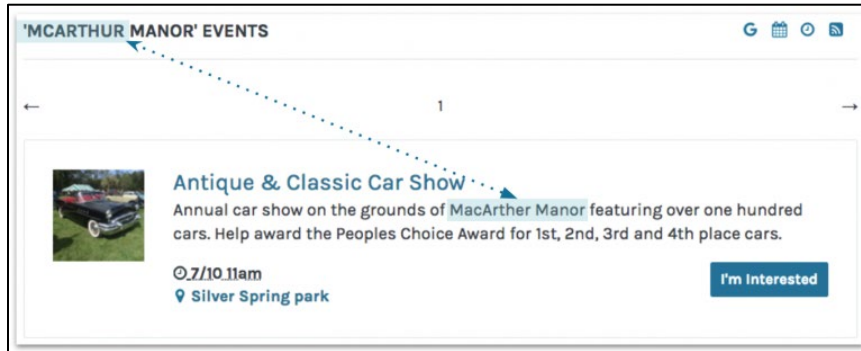 'MCARTHUR MANOR' EVENTS
G
← 1 →
Antique & Classic Car Show
Annual car show on the grounds of MacArther Manor featuring over one hundred
cars. Help award the Peoples Choice Award for 1st, 2nd, 3rd and 4th place cars.
7/10 11am
I'm Interested
Silver Spring park